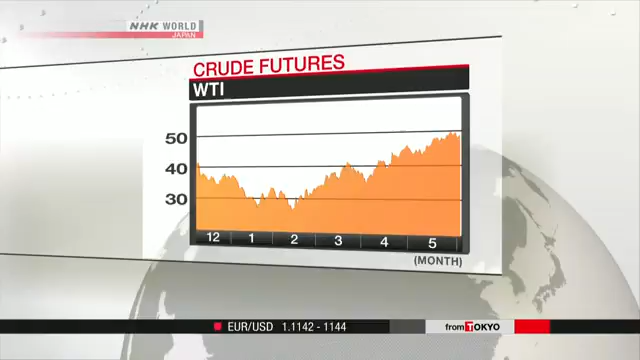 NHK WORLD
JAPAN
CRUDE FUTURES
WTI
50
40
30
12 1 2 3 4 5
(MONTH)
EUR/USD 1.1142 - 1144
from TOKYO